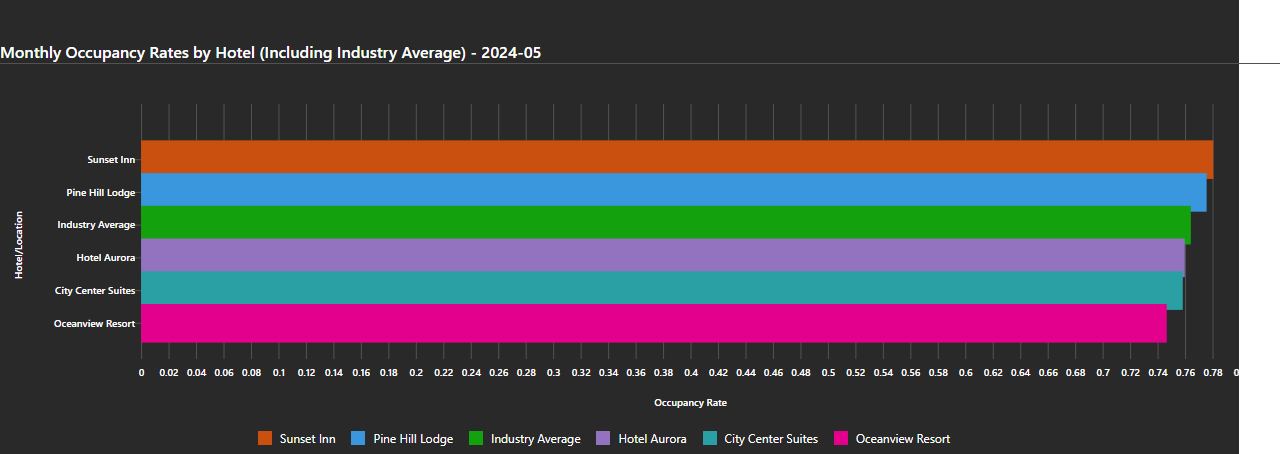 Monthly Occupancy Rates by Hotel (Including Industry Average) - 2024-05
Hotel/Location
Sunset Inn
Pine Hill Lodge
Industry Average
Hotel Aurora
City Center Suites
Oceanview Resort
0 0.02 0.04 0.06 0.08 0.1 0.12 0.14 0.16 0.18 0.2 0.22 0.24 0.26 0.28 0.3 0.32 0.34 0.36 0.38 0.4 0.42 0.44 0.46 0.48 0.5 0.52 0.54 0.56 0.58 0.6 0.62 0.64 0.66 0.68 0.7 0.72 0.74 0.76 0.78
Occupancy Rate
Sunset Inn Pine Hill Lodge Industry Average Hotel Aurora City Center Suites Oceanview Resort